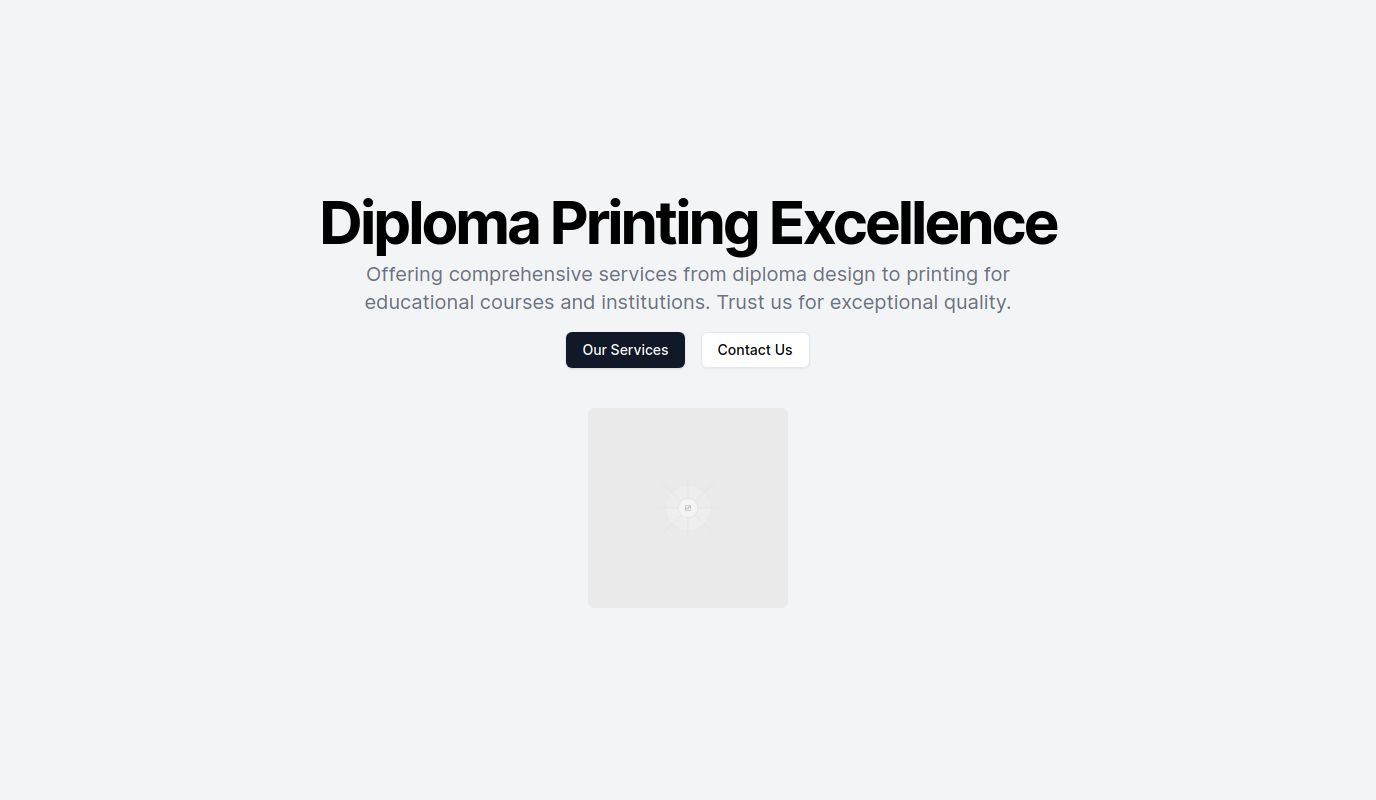 Diploma Printing Excellence
Offering comprehensive services from diploma design to printing for
educational courses and institutions. Trust us for exceptional quality.
Our Services
Contact Us